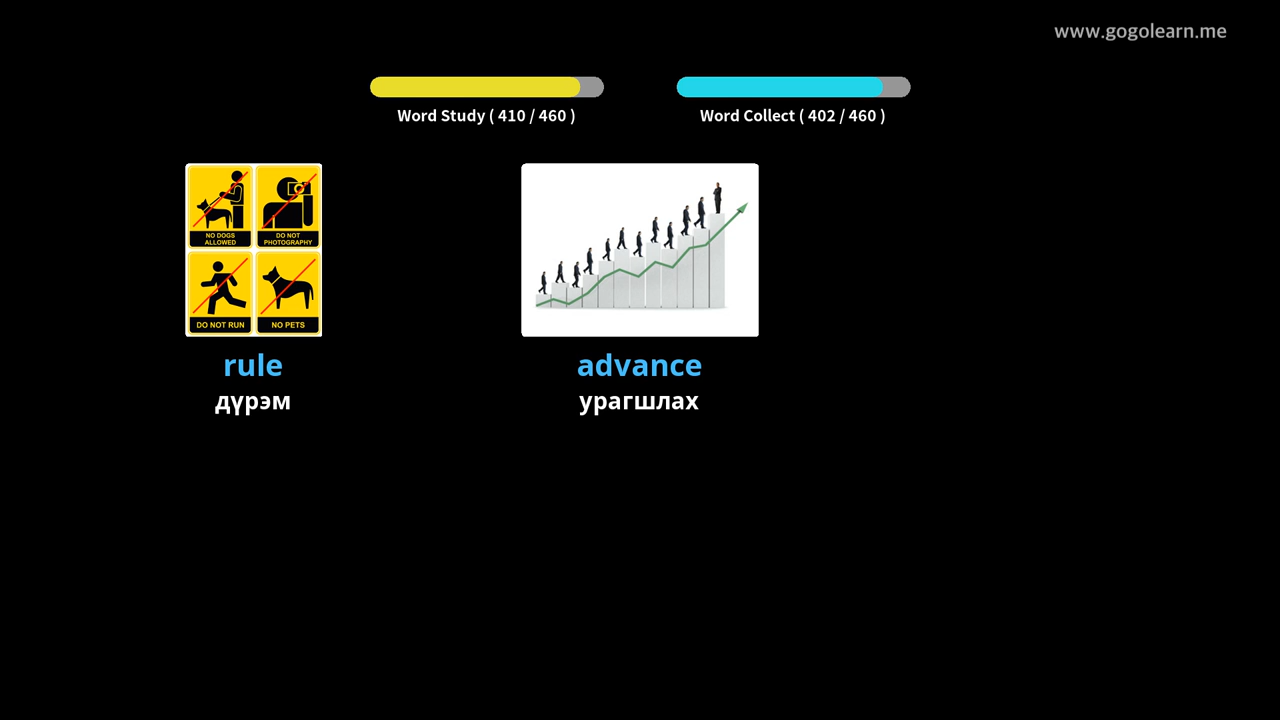 www.gogolearn.me
Word Study ( 410 / 460 )
Word Collect ( 402 / 460 )
NO DOGS
ALLOWED
DO NOT
PHOTOGRAPHY
DO NOT RUN
NO PETS
rule
дүрэм
advance
урагшлах